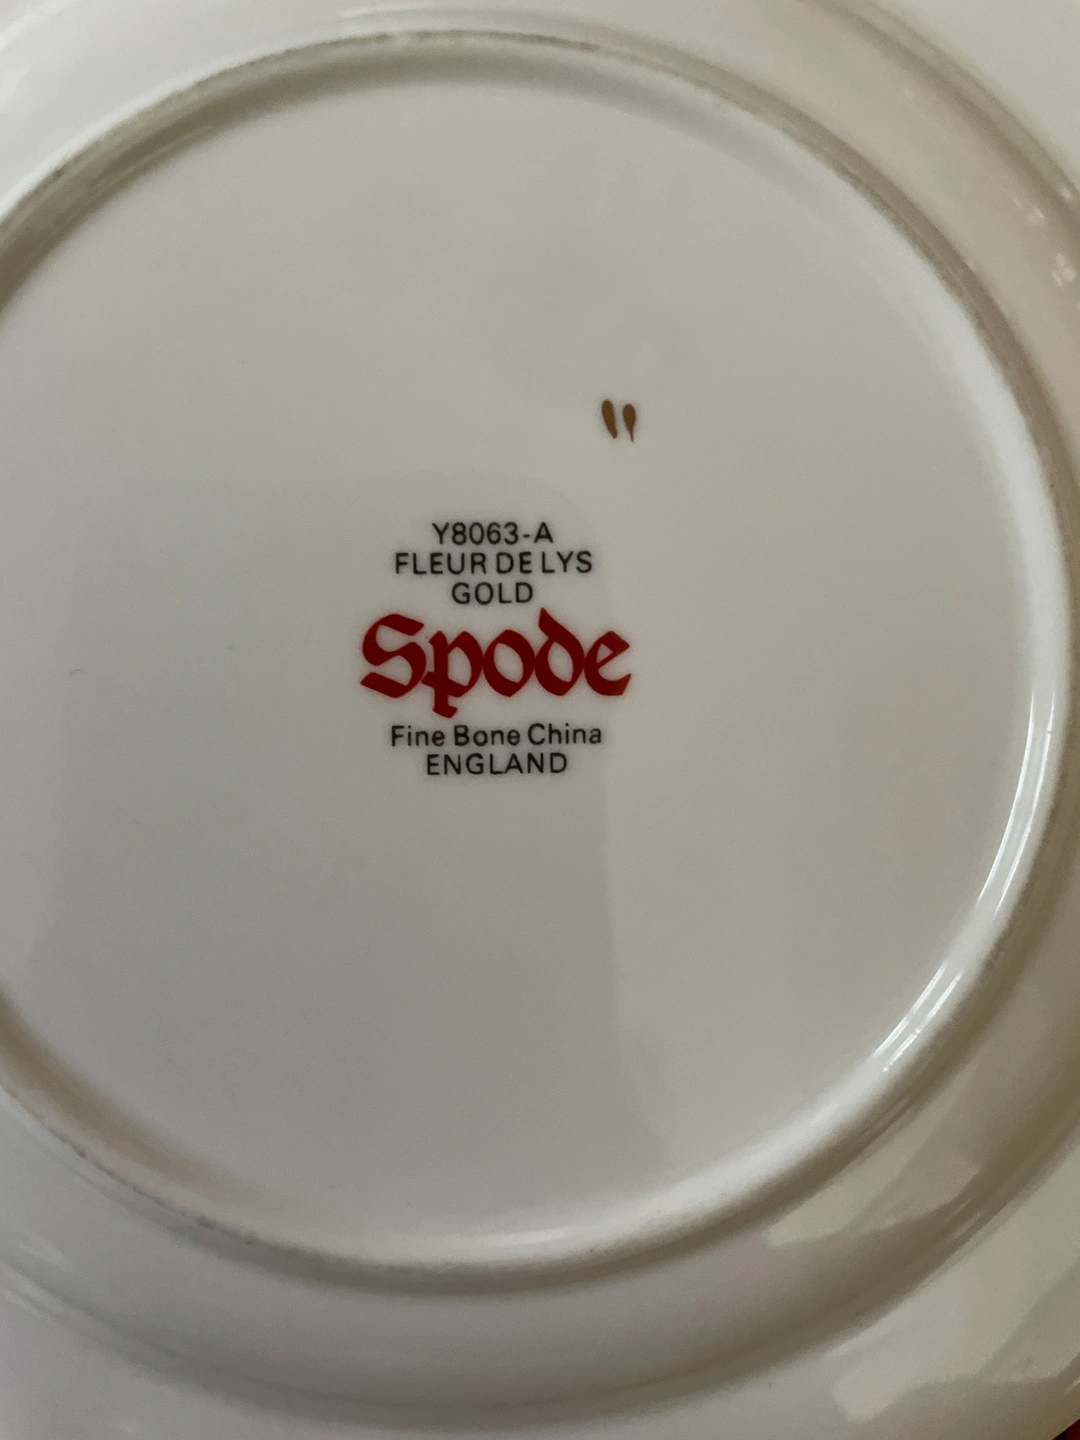 Y8063-A
FLEUR DE LYS
GOLD
Spode
Fine Bone China
ENGLAND